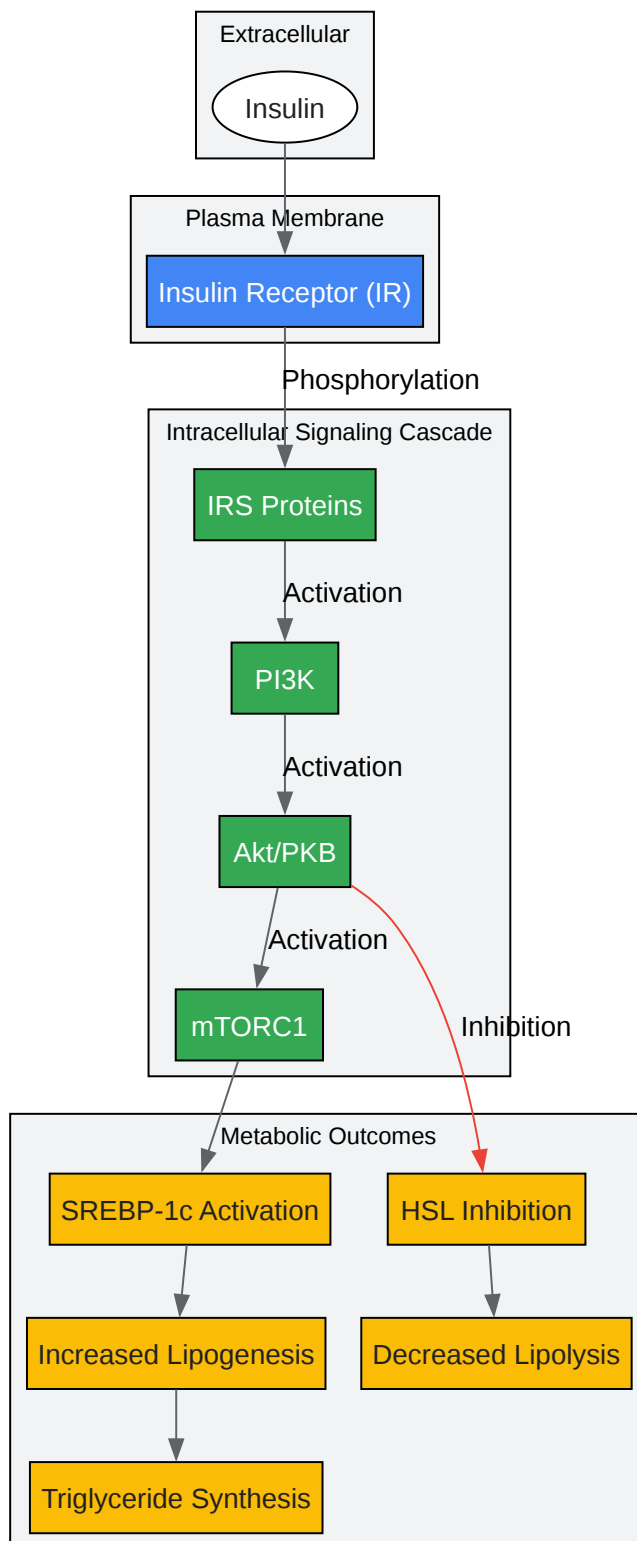 Extracellular
Insulin
Plasma Membrane
Insulin Receptor (IR)
Phosphorylation
Intracellular Signaling Cascade
IRS Proteins
Activation
PI3K
Activation
Akt/PKB
Activation
mTORC1
Inhibition
Metabolic Outcomes
SREBP-1c Activation
HSL Inhibition
Increased Lipogenesis
Decreased Lipolysis
Triglyceride Synthesis